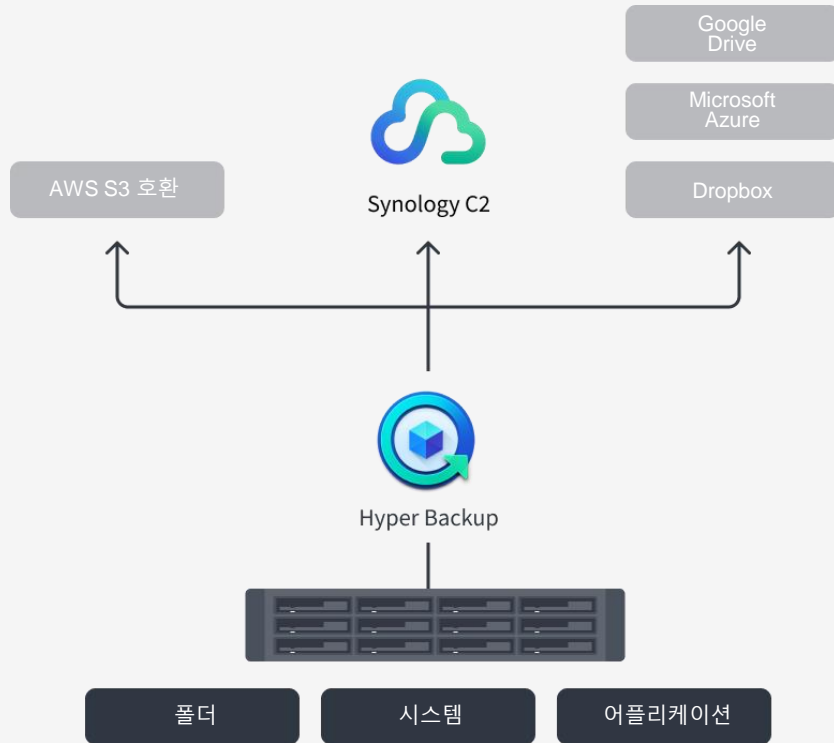 Google
Drive
Microsoft
Azure
AWS S3 호환
Synology C2
Dropbox
Hyper Backup
폴더
시스템
어플리케이션